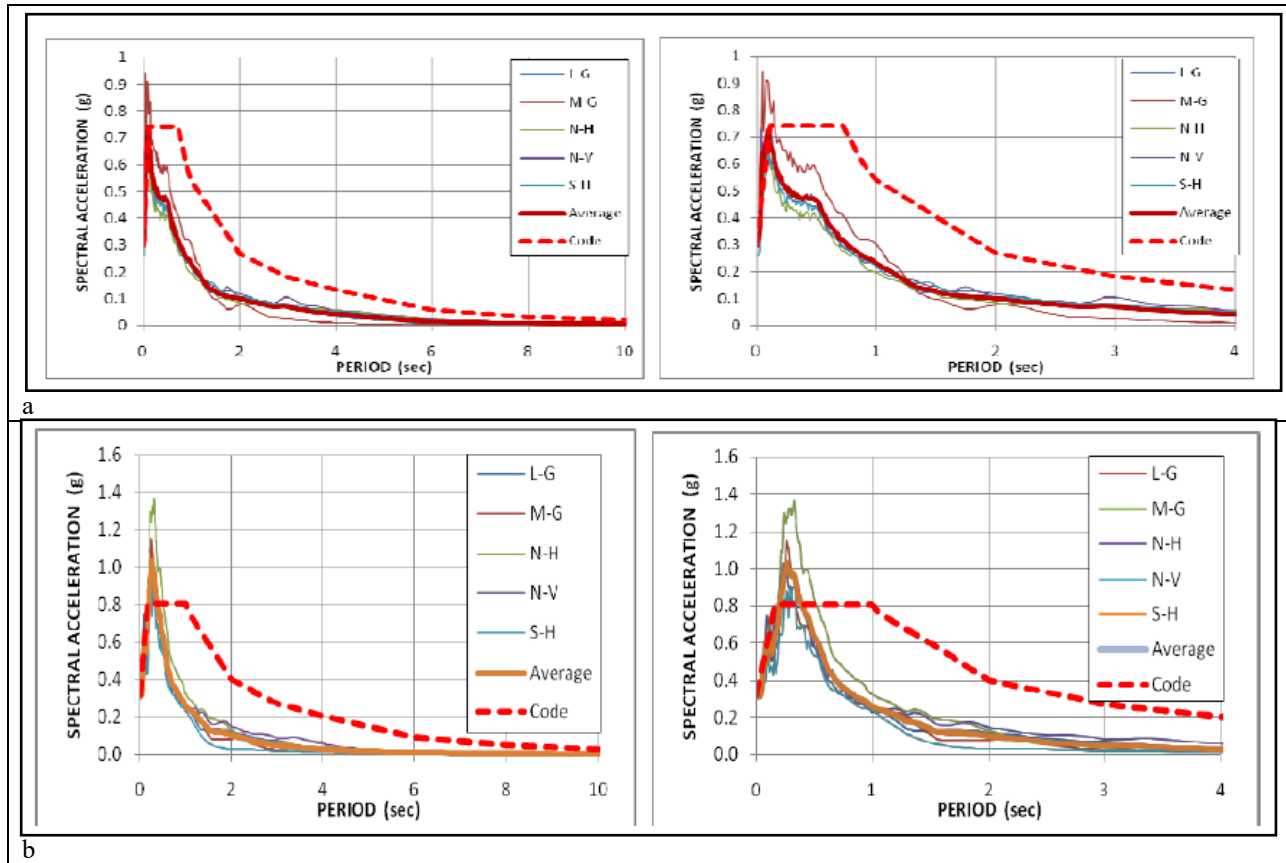 SPECTRAL ACCELERATION (g)
1
0.9
0.8
0.7
0.6
0.5
0.4
0.3
0.2
0.1
0
0 2 4 6 8 10
PERIOD (sec)
L-G
M-G
N-H
N-V
S-H
Average
Code
SPECTRAL ACCELERATION (g)
1
0.9
0.8
0.7
0.6
0.5
0.4
0.3
0.2
0.1
0
0 1 2 3 4
PERIOD (sec)
L-G
M-G
N-H
N-V
S-H
Average
Code
a
SPECTRAL ACCELERATION (g)
1.6
1.4
1.2
1.0
0.8
0.6
0.4
0.2
0.0
0 2 4 6 8 10
PERIOD (sec)
L-G
M-G
N-H
N-V
S-H
Average
Code
SPECTRAL ACCELERATION (g)
1.6
1.4
1.2
1.0
0.8
0.6
0.4
0.2
0.0
0 1 2 3 4
PERIOD (sec)
L-G
M-G
N-H
N-V
S-H
Average
Code
b